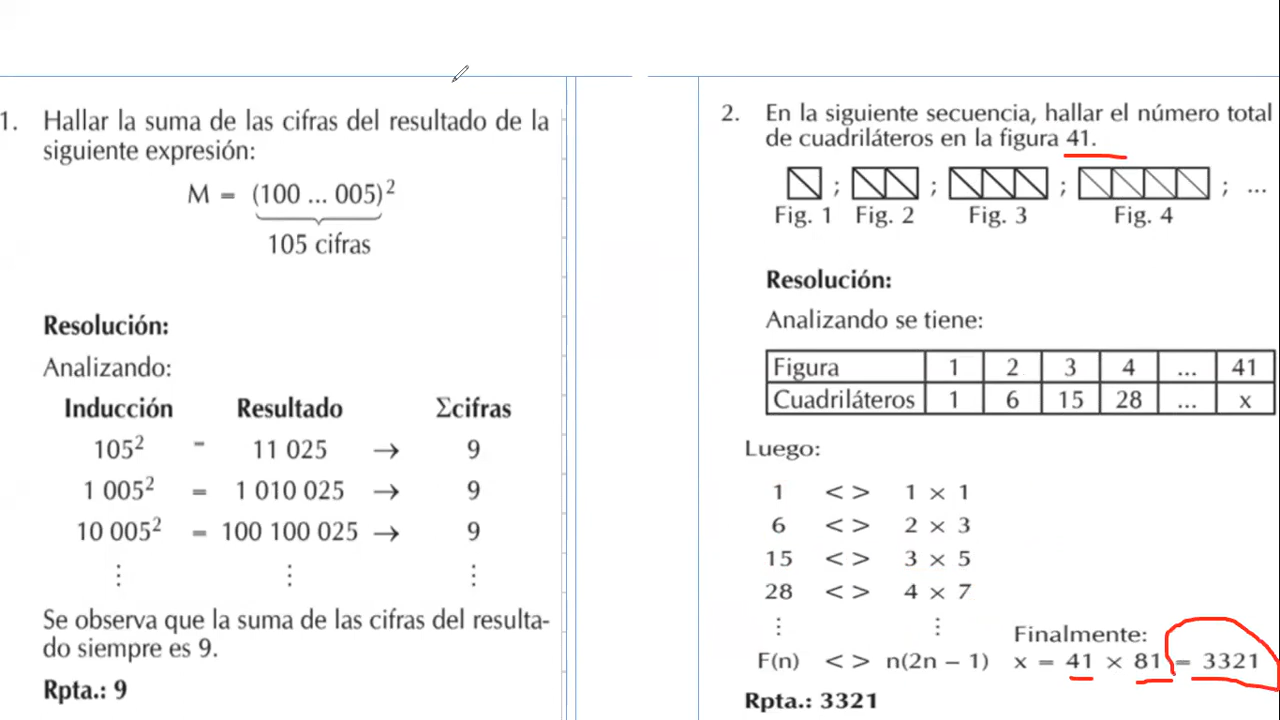 1. Hallar la suma de las cifras del resultado de la
siguiente expresión:
M = (100 ... 005)²
105 cifras
Resolución:
Analizando:
Inducción Resultado Σcifras
105² = 11 025 → 9
1 005² = 1 010 025 → 9
10 005² = 100 100 025 → 9
⋮ ⋮ ⋮
Se observa que la suma de las cifras del resulta-
do siempre es 9.
Rpta.: 9
2. En la siguiente secuencia, hallar el número total
de cuadriláteros en la figura 41.
; ; ; ; ...
Fig. 1 Fig. 2 Fig. 3 Fig. 4
Resolución:
Analizando se tiene:
Figura 1 2 3 4 ... 41
Cuadriláteros 1 6 15 28 ... x
Luego:
1 < > 1 × 1
6 < > 2 × 3
15 < > 3 × 5
28 < > 4 × 7
⋮ ⋮
F(n) < > n(2n − 1)
Finalmente:
x = 41 × 81 = 3321
Rpta.: 3321